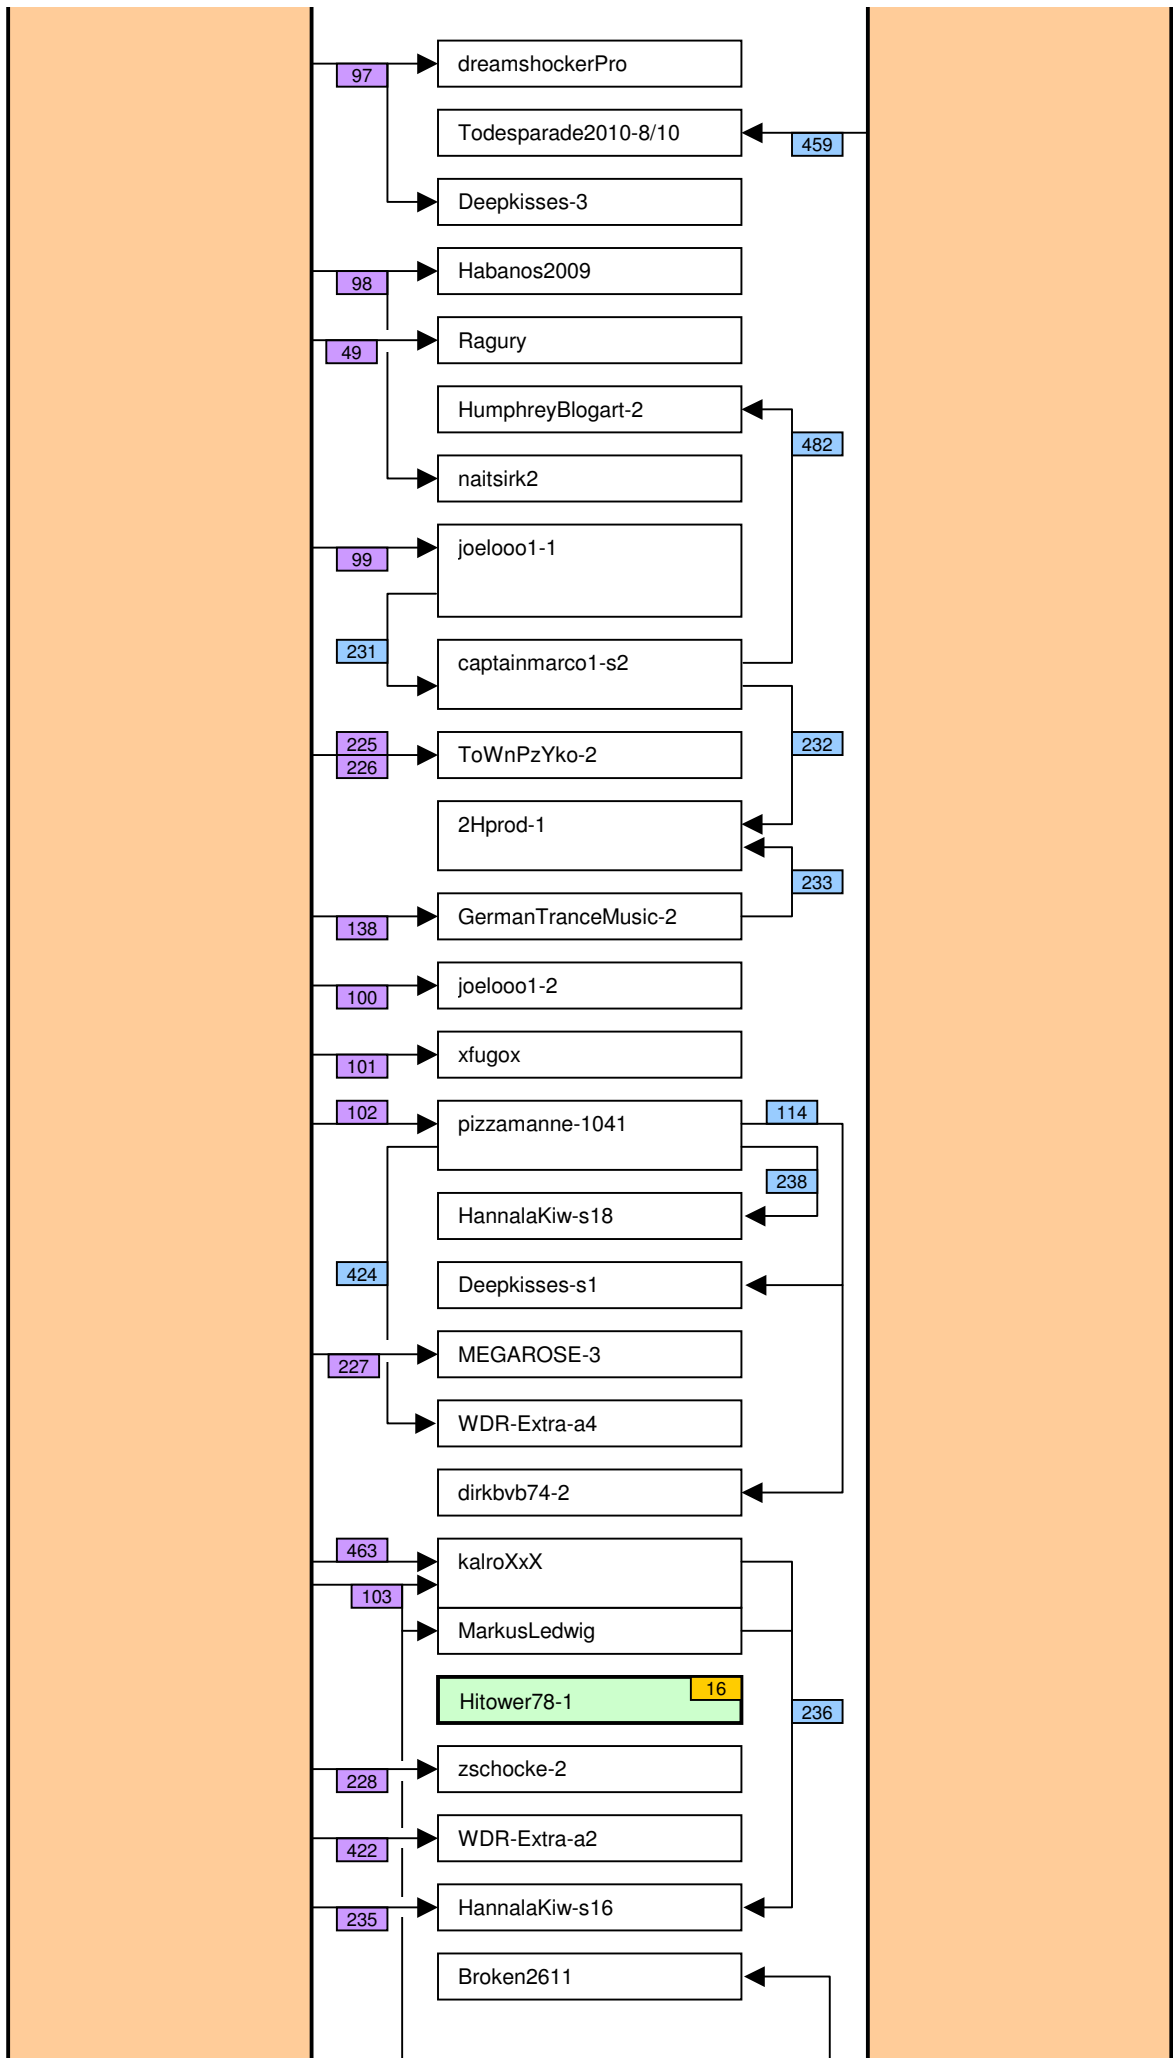 dreamshockerPro
97
Todesparade2010-8/10
459
Deepkisses-3
Habanos2009
98
Ragury
49
HumphreyBlogart-2
482
naitsirk2
joelooo1-1
99
231
captainmarco1-s2
225
ToWnPzYko-2
232
226
2Hprod-1
233
GermanTranceMusic-2
138
joelooo1-2
100
xfugox
101
102
pizzamanne-1041
114
238
HannalaKiw-s18
424
Deepkisses-s1
MEGAROSE-3
227
WDR-Extra-a4
dirkbvb74-2
463
kalroXxX
103
MarkusLedwig
16
Hitower78-1
236
zschocke-2
228
WDR-Extra-a2
422
HannalaKiw-s16
235
Broken2611